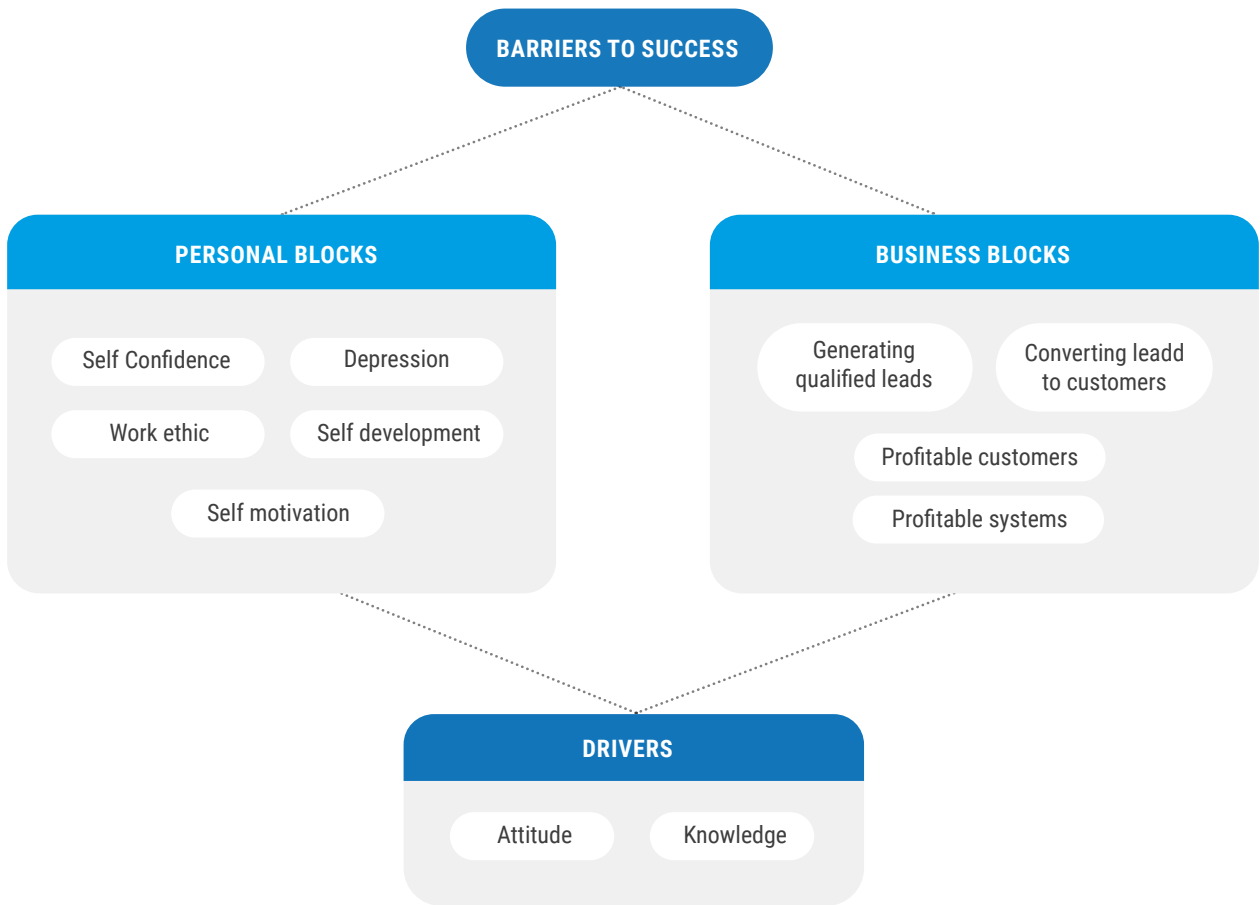 BARRIERS TO SUCCESS
PERSONAL BLOCKS
Self Confidence
Depression
Work ethic
Self development
Self motivation
BUSINESS BLOCKS
Generating
qualified leads
Converting leadd
to customers
Profitable customers
Profitable systems
DRIVERS
Attitude
Knowledge